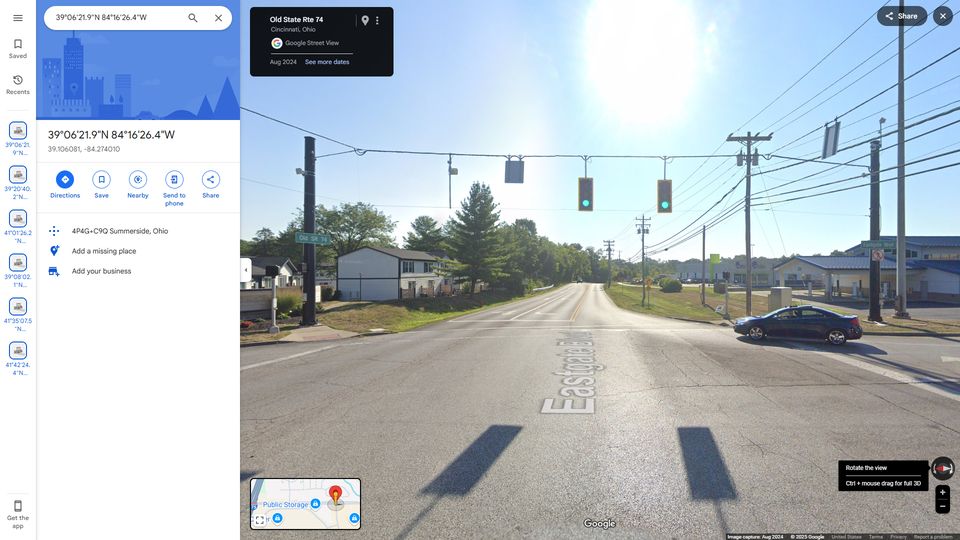 39°06'21.9"N 84°16'26.4"W
Saved
Recents
39°06'21.
9"N...
39°20'40.
2"N...
41°01'26.2
"N...
39°08'02.
1"N...
41°35'07.5
"N...
41°42'24.
4"N...
Get the
app
39°06'21.9"N 84°16'26.4"W
39.106081, -84.274010
Directions
Save
Nearby
Send to
phone
Share
4P4G+C9Q Summerside, Ohio
Add a missing place
Add your business
Old State Rte 74
Cincinnati, Ohio
Google Street View
Aug 2024 See more dates
Share
Old SR 74
Eastgate Blvd
Public Storage
Rotate the view
Ctrl + mouse drag for full 3D
Google
Image capture: Aug 2024 © 2025 Google United States Terms Privacy Report a problem